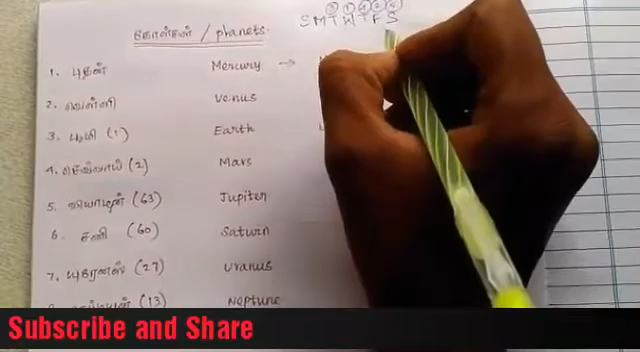 கோள்கள் / planets. S M T W T F S
1. புதன் Mercury →
2. வெள்ளி Venus
3. பூமி (1) Earth
4. செவ்வாய் (2) Mars
5. வியாழன் (63) Jupiter
6. சனி (60) Saturn
7. யுரேனஸ் (27) Uranus
(13) Neptune
Subscribe and Share